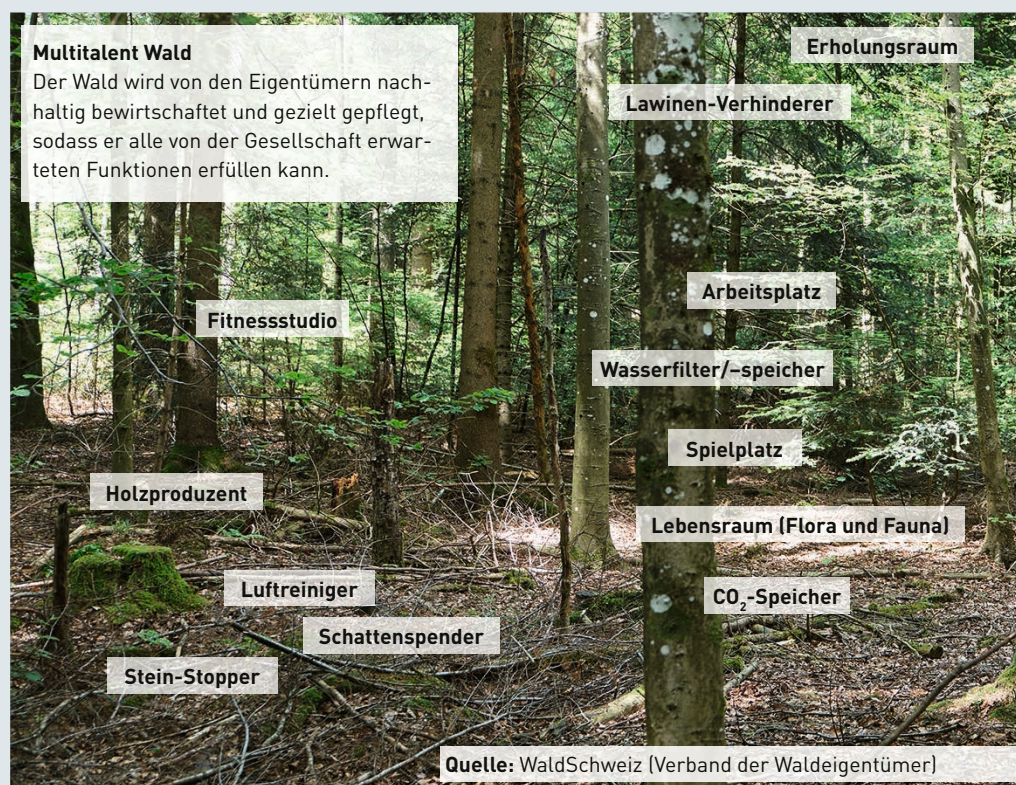 Multitalent Wald
Der Wald wird von den Eigentümern nach-
haltig bewirtschaftet und gezielt gepflegt,
sodass er alle von der Gesellschaft erwar-
teten Funktionen erfüllen kann.
Erholungsraum
Lawinen-Verhinderer
Arbeitsplatz
Fitnessstudio
Wasserfilter/–speicher
Spielplatz
Holzproduzent
Lebensraum (Flora und Fauna)
Luftreiniger
CO₂-Speicher
Schattenspender
Stein-Stopper
Quelle: WaldSchweiz (Verband der Waldeigentümer)